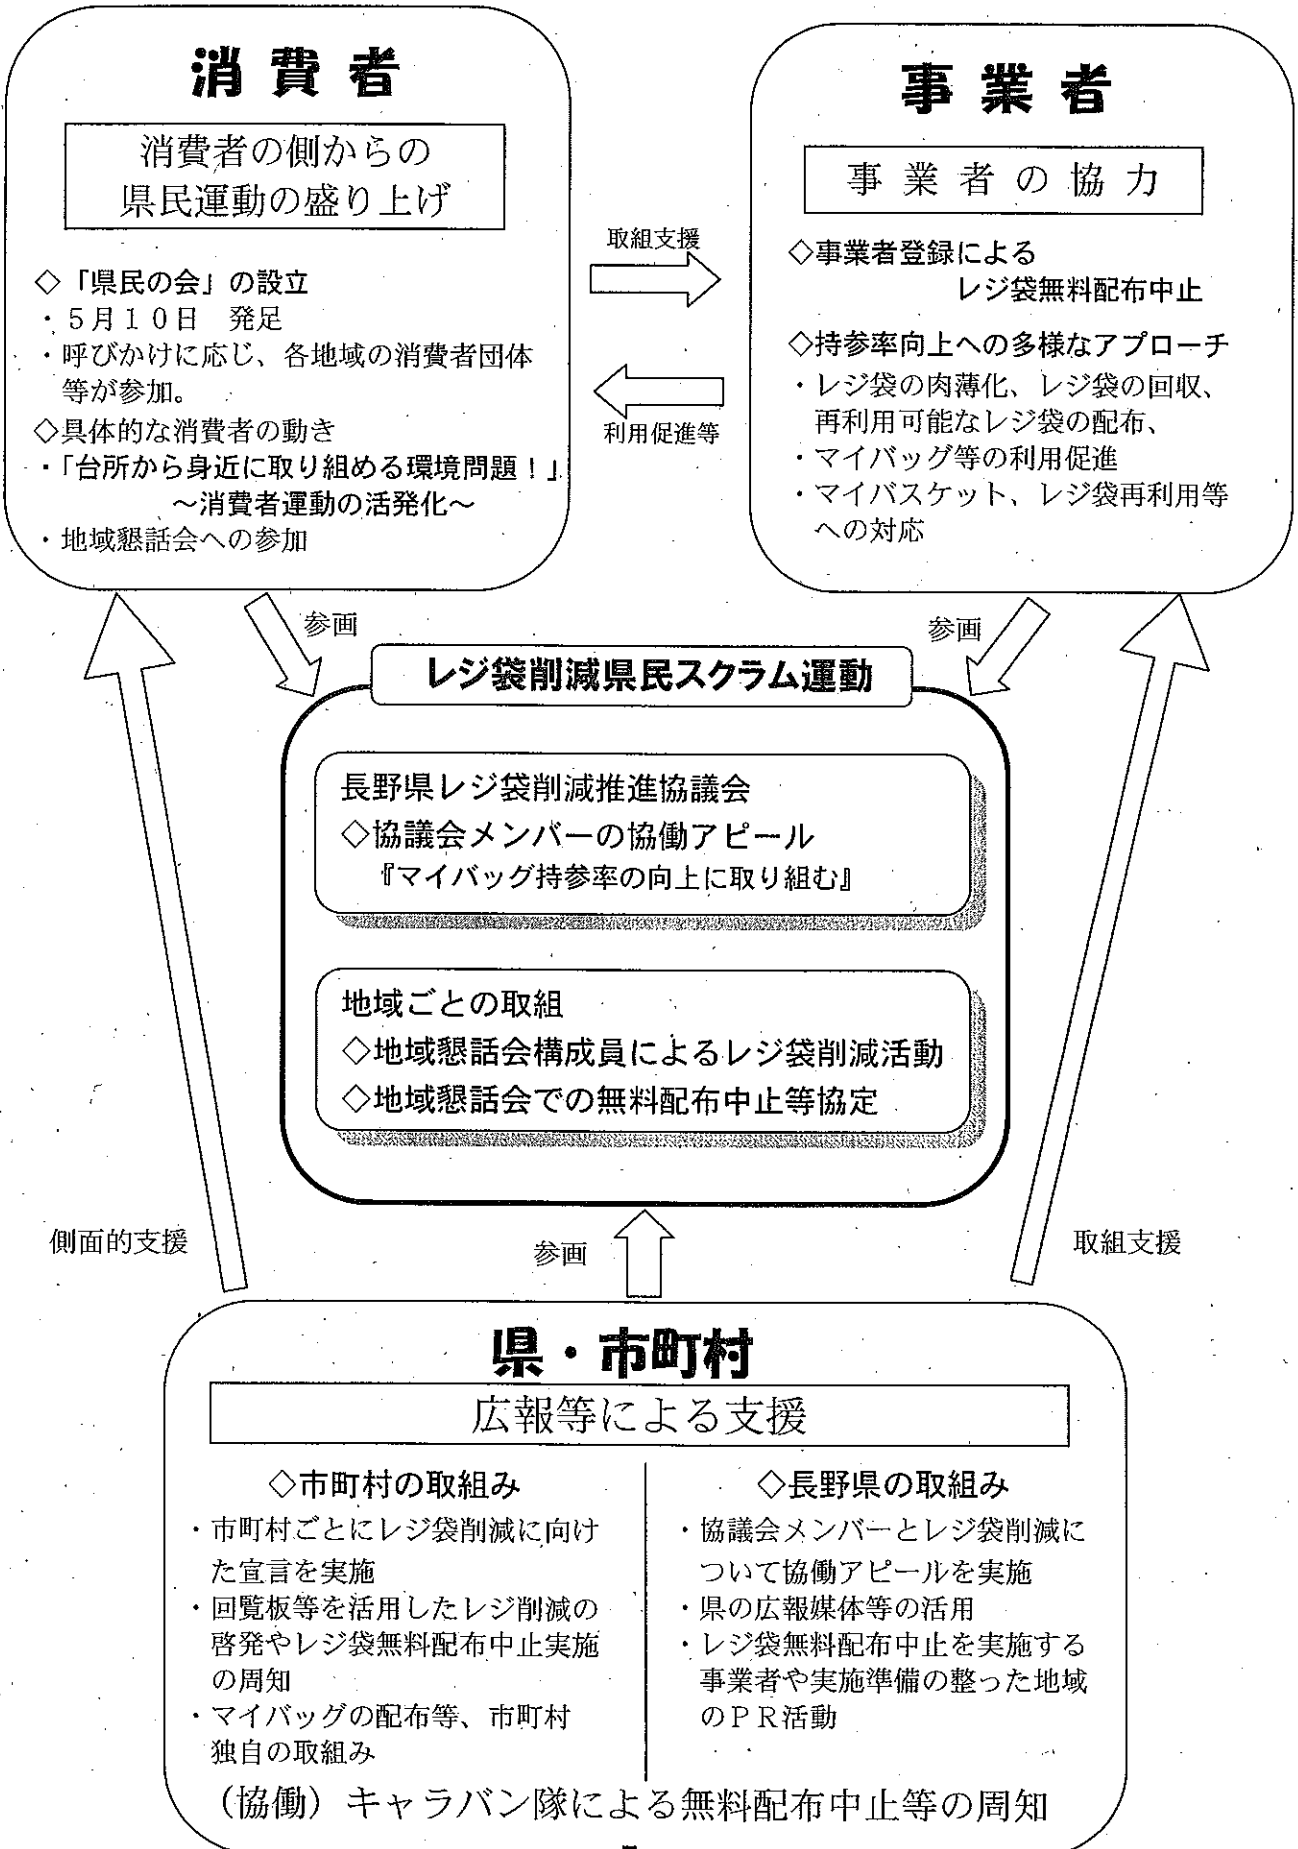 消費者
消費者の側からの
県民運動の盛り上げ
◇「県民の会」の設立
・５月１０日　発足
・呼びかけに応じ、各地域の消費者団体
等が参加。
◇具体的な消費者の動き
・「台所から身近に取り組める環境問題！」
～消費者運動の活発化～
・地域懇話会への参加
取組支援
利用促進等
事業者
事業者の協力
◇事業者登録による
レジ袋無料配布中止
◇持参率向上への多様なアプローチ
・レジ袋の肉薄化、レジ袋の回収、
再利用可能なレジ袋の配布、
・マイバッグ等の利用促進
・マイバスケット、レジ袋再利用等
への対応
参画
参画
レジ袋削減県民スクラム運動
長野県レジ袋削減推進協議会
◇協議会メンバーの協働アピール
『マイバッグ持参率の向上に取り組む』
地域ごとの取組
◇地域懇話会構成員によるレジ袋削減活動
◇地域懇話会での無料配布中止等協定
側面的支援
参画
取組支援
県・市町村
広報等による支援
◇市町村の取組み
・市町村ごとにレジ袋削減に向け
た宣言を実施
・回覧板等を活用したレジ削減の
啓発やレジ袋無料配布中止実施
の周知
・マイバッグの配布等、市町村
独自の取組み
◇長野県の取組み
・協議会メンバーとレジ袋削減に
ついて協働アピールを実施
・県の広報媒体等の活用
・レジ袋無料配布中止を実施する
事業者や実施準備の整った地域
のＰＲ活動
（協働）キャラバン隊による無料配布中止等の周知